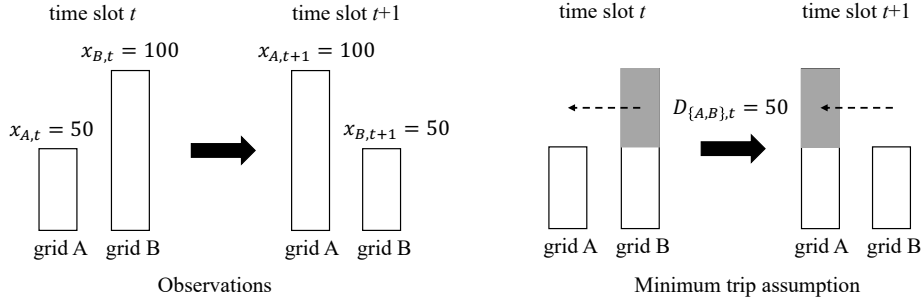 time slot t
time slot t+1
x_{B,t} = 100
x_{A,t+1} = 100
x_{A,t} = 50
x_{B,t+1} = 50
grid A
grid B
grid A
grid B
Observations
time slot t
time slot t+1
D_{\{A,B\},t} = 50
grid A
grid B
grid A
grid B
Minimum trip assumption